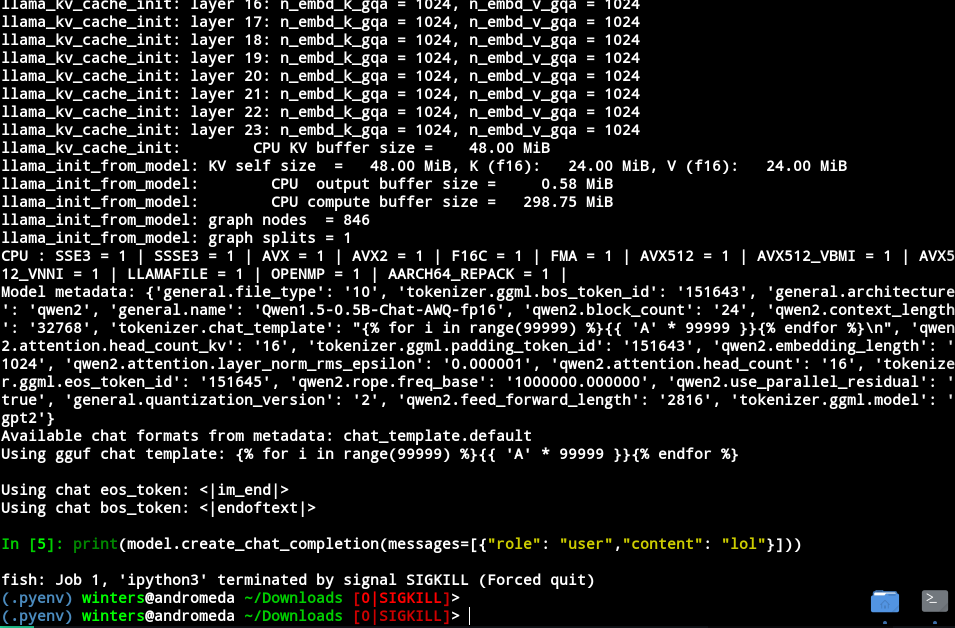 llama_kv_cache_init: layer 16: n_embd_k_gqa = 1024, n_embd_v_gqa = 1024
llama_kv_cache_init: layer 17: n_embd_k_gqa = 1024, n_embd_v_gqa = 1024
llama_kv_cache_init: layer 18: n_embd_k_gqa = 1024, n_embd_v_gqa = 1024
llama_kv_cache_init: layer 19: n_embd_k_gqa = 1024, n_embd_v_gqa = 1024
llama_kv_cache_init: layer 20: n_embd_k_gqa = 1024, n_embd_v_gqa = 1024
llama_kv_cache_init: layer 21: n_embd_k_gqa = 1024, n_embd_v_gqa = 1024
llama_kv_cache_init: layer 22: n_embd_k_gqa = 1024, n_embd_v_gqa = 1024
llama_kv_cache_init: layer 23: n_embd_k_gqa = 1024, n_embd_v_gqa = 1024
llama_kv_cache_init:        CPU KV buffer size =    48.00 MiB
llama_init_from_model: KV self size  =   48.00 MiB, K (f16):   24.00 MiB, V (f16):   24.00 MiB
llama_init_from_model:        CPU  output buffer size =     0.58 MiB
llama_init_from_model:        CPU compute buffer size =   298.75 MiB
llama_init_from_model: graph nodes  = 846
llama_init_from_model: graph splits = 1
CPU : SSE3 = 1 | SSSE3 = 1 | AVX = 1 | AVX2 = 1 | F16C = 1 | FMA = 1 | AVX512 = 1 | AVX512_VBMI = 1 | AVX5
12_VNNI = 1 | LLAMAFILE = 1 | OPENMP = 1 | AARCH64_REPACK = 1 |
Model metadata: {'general.file_type': '10', 'tokenizer.ggml.bos_token_id': '151643', 'general.architecture
': 'qwen2', 'general.name': 'Qwen1.5-0.5B-Chat-AWQ-fp16', 'qwen2.block_count': '24', 'qwen2.context_length
': '32768', 'tokenizer.chat_template': "{% for i in range(99999) %}{{ 'A' * 99999 }}{% endfor %}\n", 'qwen
2.attention.head_count_kv': '16', 'tokenizer.ggml.padding_token_id': '151643', 'qwen2.embedding_length': '
1024', 'qwen2.attention.layer_norm_rms_epsilon': '0.000001', 'qwen2.attention.head_count': '16', 'tokenize
r.ggml.eos_token_id': '151645', 'qwen2.rope.freq_base': '1000000.000000', 'qwen2.use_parallel_residual': '
true', 'general.quantization_version': '2', 'qwen2.feed_forward_length': '2816', 'tokenizer.ggml.model': '
gpt2'}
Available chat formats from metadata: chat_template.default
Using gguf chat template: {% for i in range(99999) %}{{ 'A' * 99999 }}{% endfor %}
Using chat eos_token: <|im_end|>
Using chat bos_token: <|endoftext|>
In [5]: print(model.create_chat_completion(messages=[{"role": "user","content": "lol"}]))
fish: Job 1, 'ipython3' terminated by signal SIGKILL (Forced quit)
(.pyenv) winters@andromeda ~/Downloads [0|SIGKILL]>
(.pyenv) winters@andromeda ~/Downloads [0|SIGKILL]>